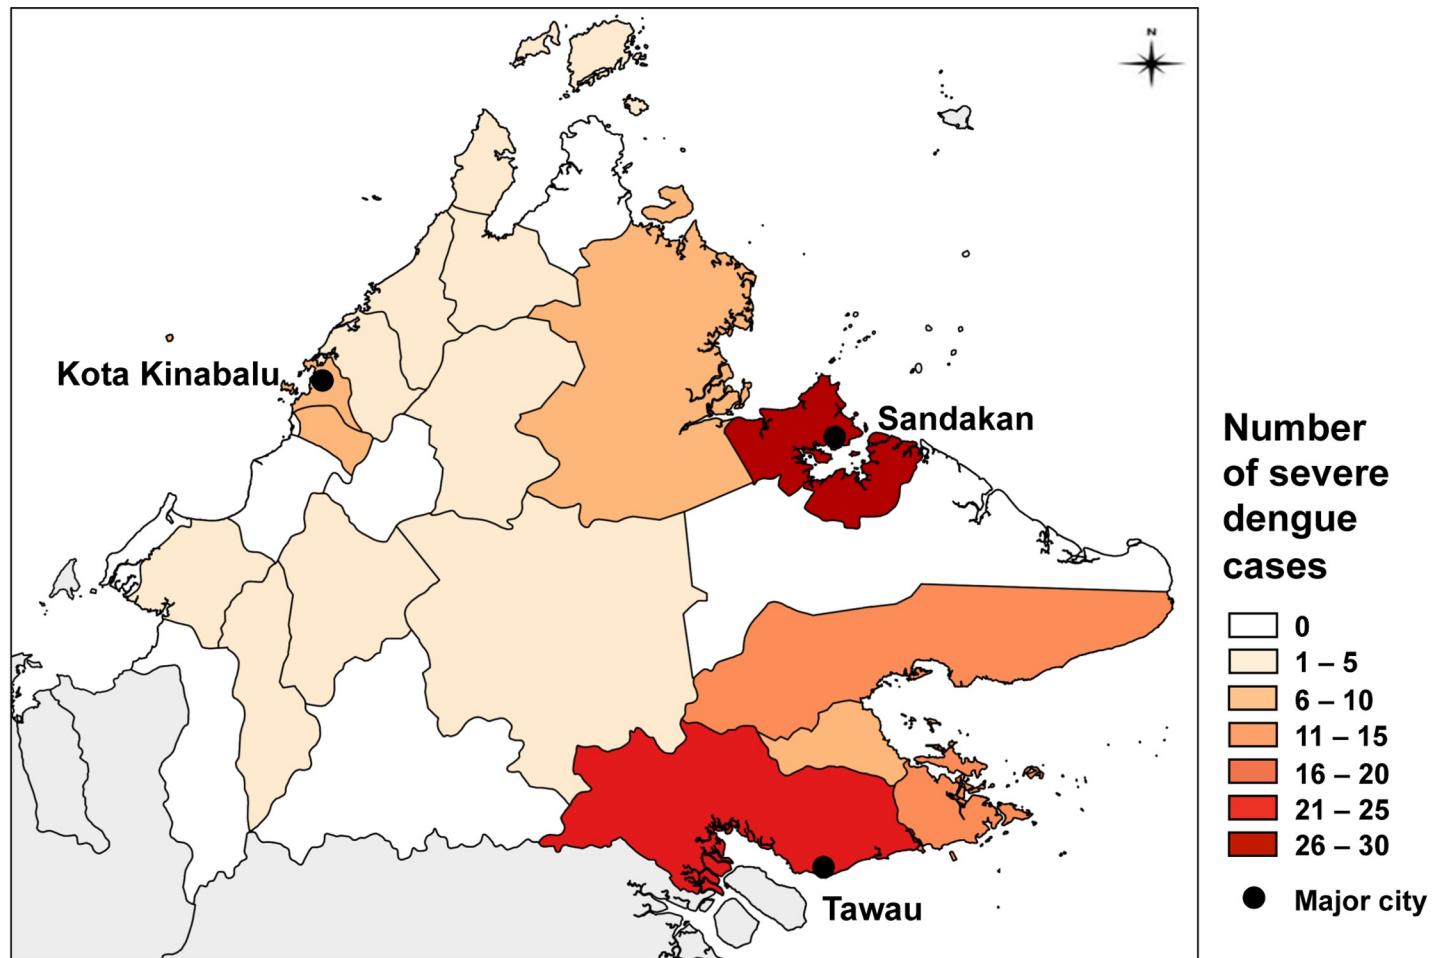 N
Kota Kinabalu
Sandakan
Tawau
Number
of severe
dengue
cases
0
1 – 5
6 – 10
11 – 15
16 – 20
21 – 25
26 – 30
Major city